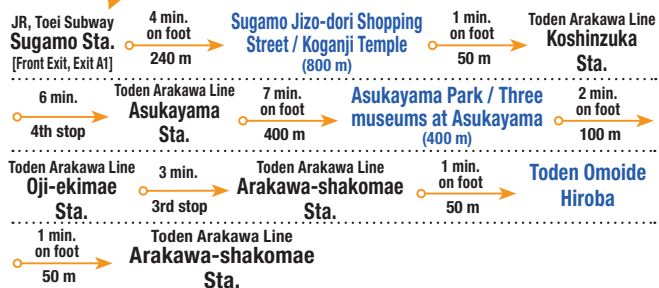 JR, Toei Subway
Sugamo Sta.
[Front Exit, Exit A1]
4 min.
on foot
240 m
Sugamo Jizo-dori Shopping
Street / Koganji Temple
(800 m)
1 min.
on foot
50 m
Toden Arakawa Line
Koshinzuka
Sta.
6 min.
4th stop
Toden Arakawa Line
Asukayama
Sta.
7 min.
on foot
400 m
Asukayama Park / Three
museums at Asukayama
(400 m)
2 min.
on foot
100 m
Toden Arakawa Line
Oji-ekimae
Sta.
3 min.
3rd stop
Toden Arakawa Line
Arakawa-shakomae
Sta.
1 min.
on foot
50 m
Toden Omoide
Hiroba
1 min.
on foot
50 m
Toden Arakawa Line
Arakawa-shakomae
Sta.